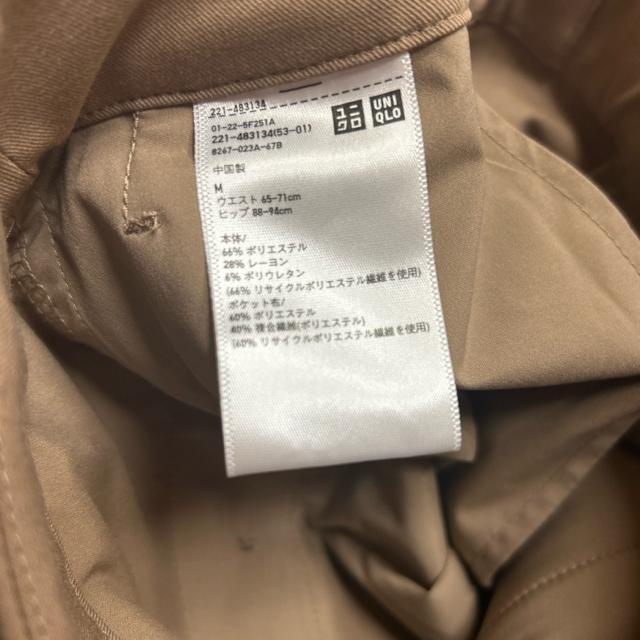 221-483134
ユニクロ
UNIQLO
01-22-5F251A
221-483134(53-01)
8267-023A-67B
中国製
M
ウエスト 65-71cm
ヒップ 88-94cm
本体/
66% ポリエステル
28% レーヨン
6% ポリウレタン
(66% リサイクルポリエステル繊維を使用)
ポケット布/
60% ポリエステル
40% 複合繊維(ポリエステル)
(60% リサイクルポリエステル繊維を使用)